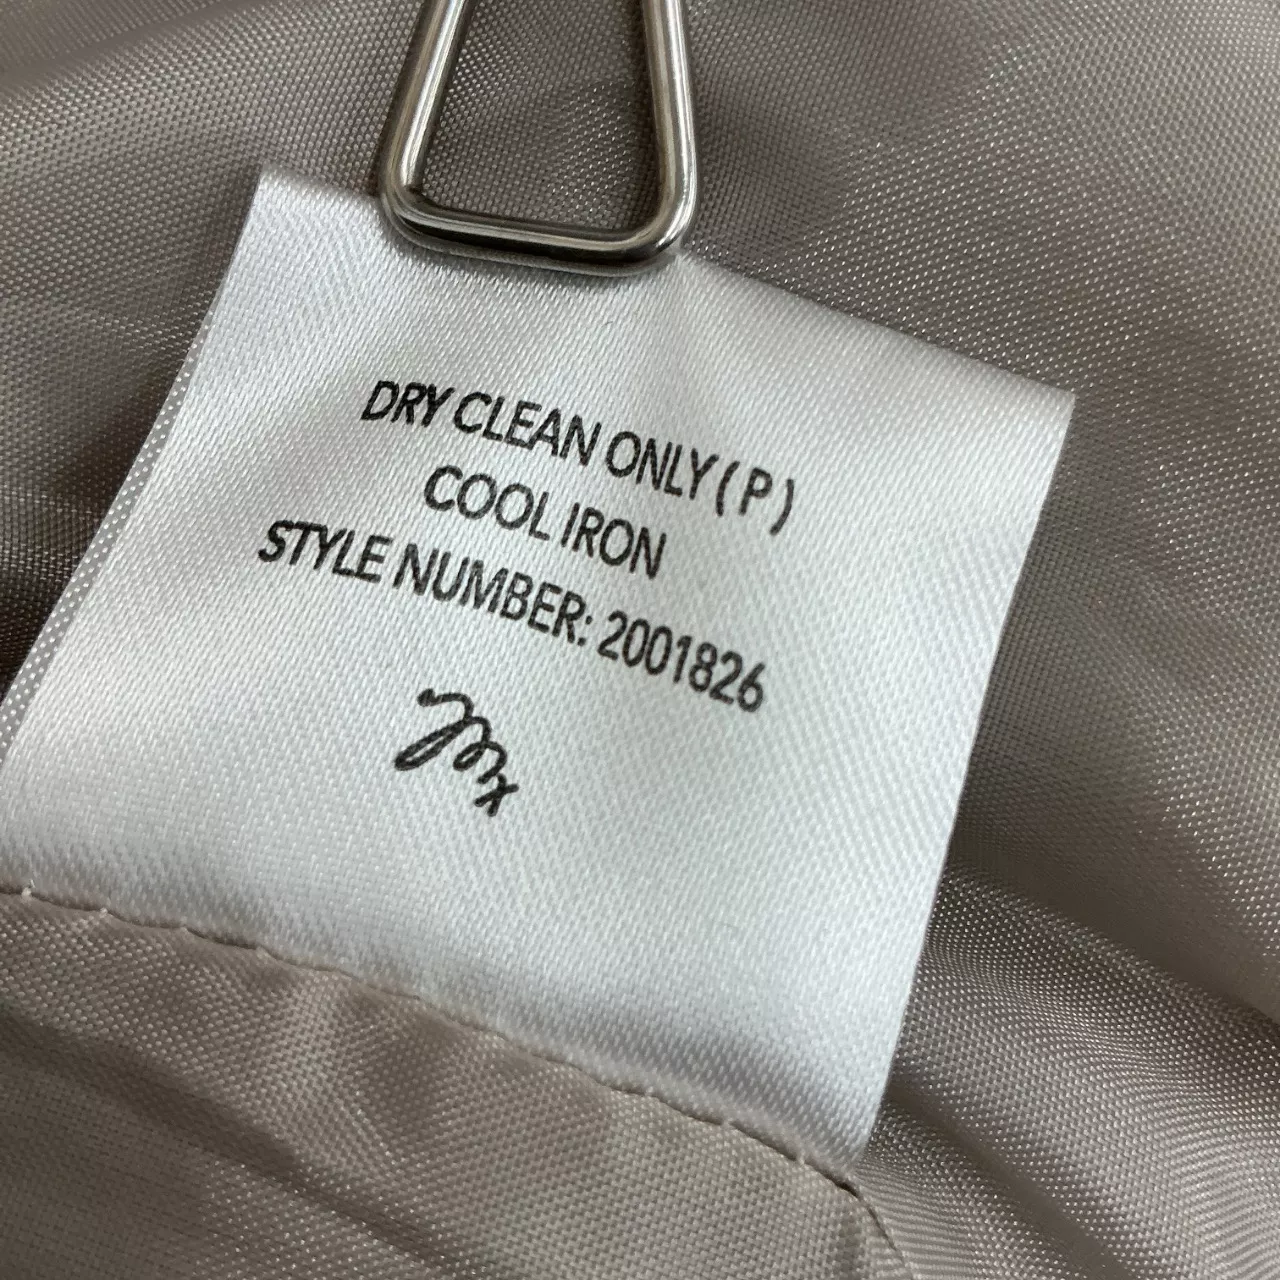 DRY CLEAN ONLY (P)
COOL IRON
STYLE NUMBER: 2001826